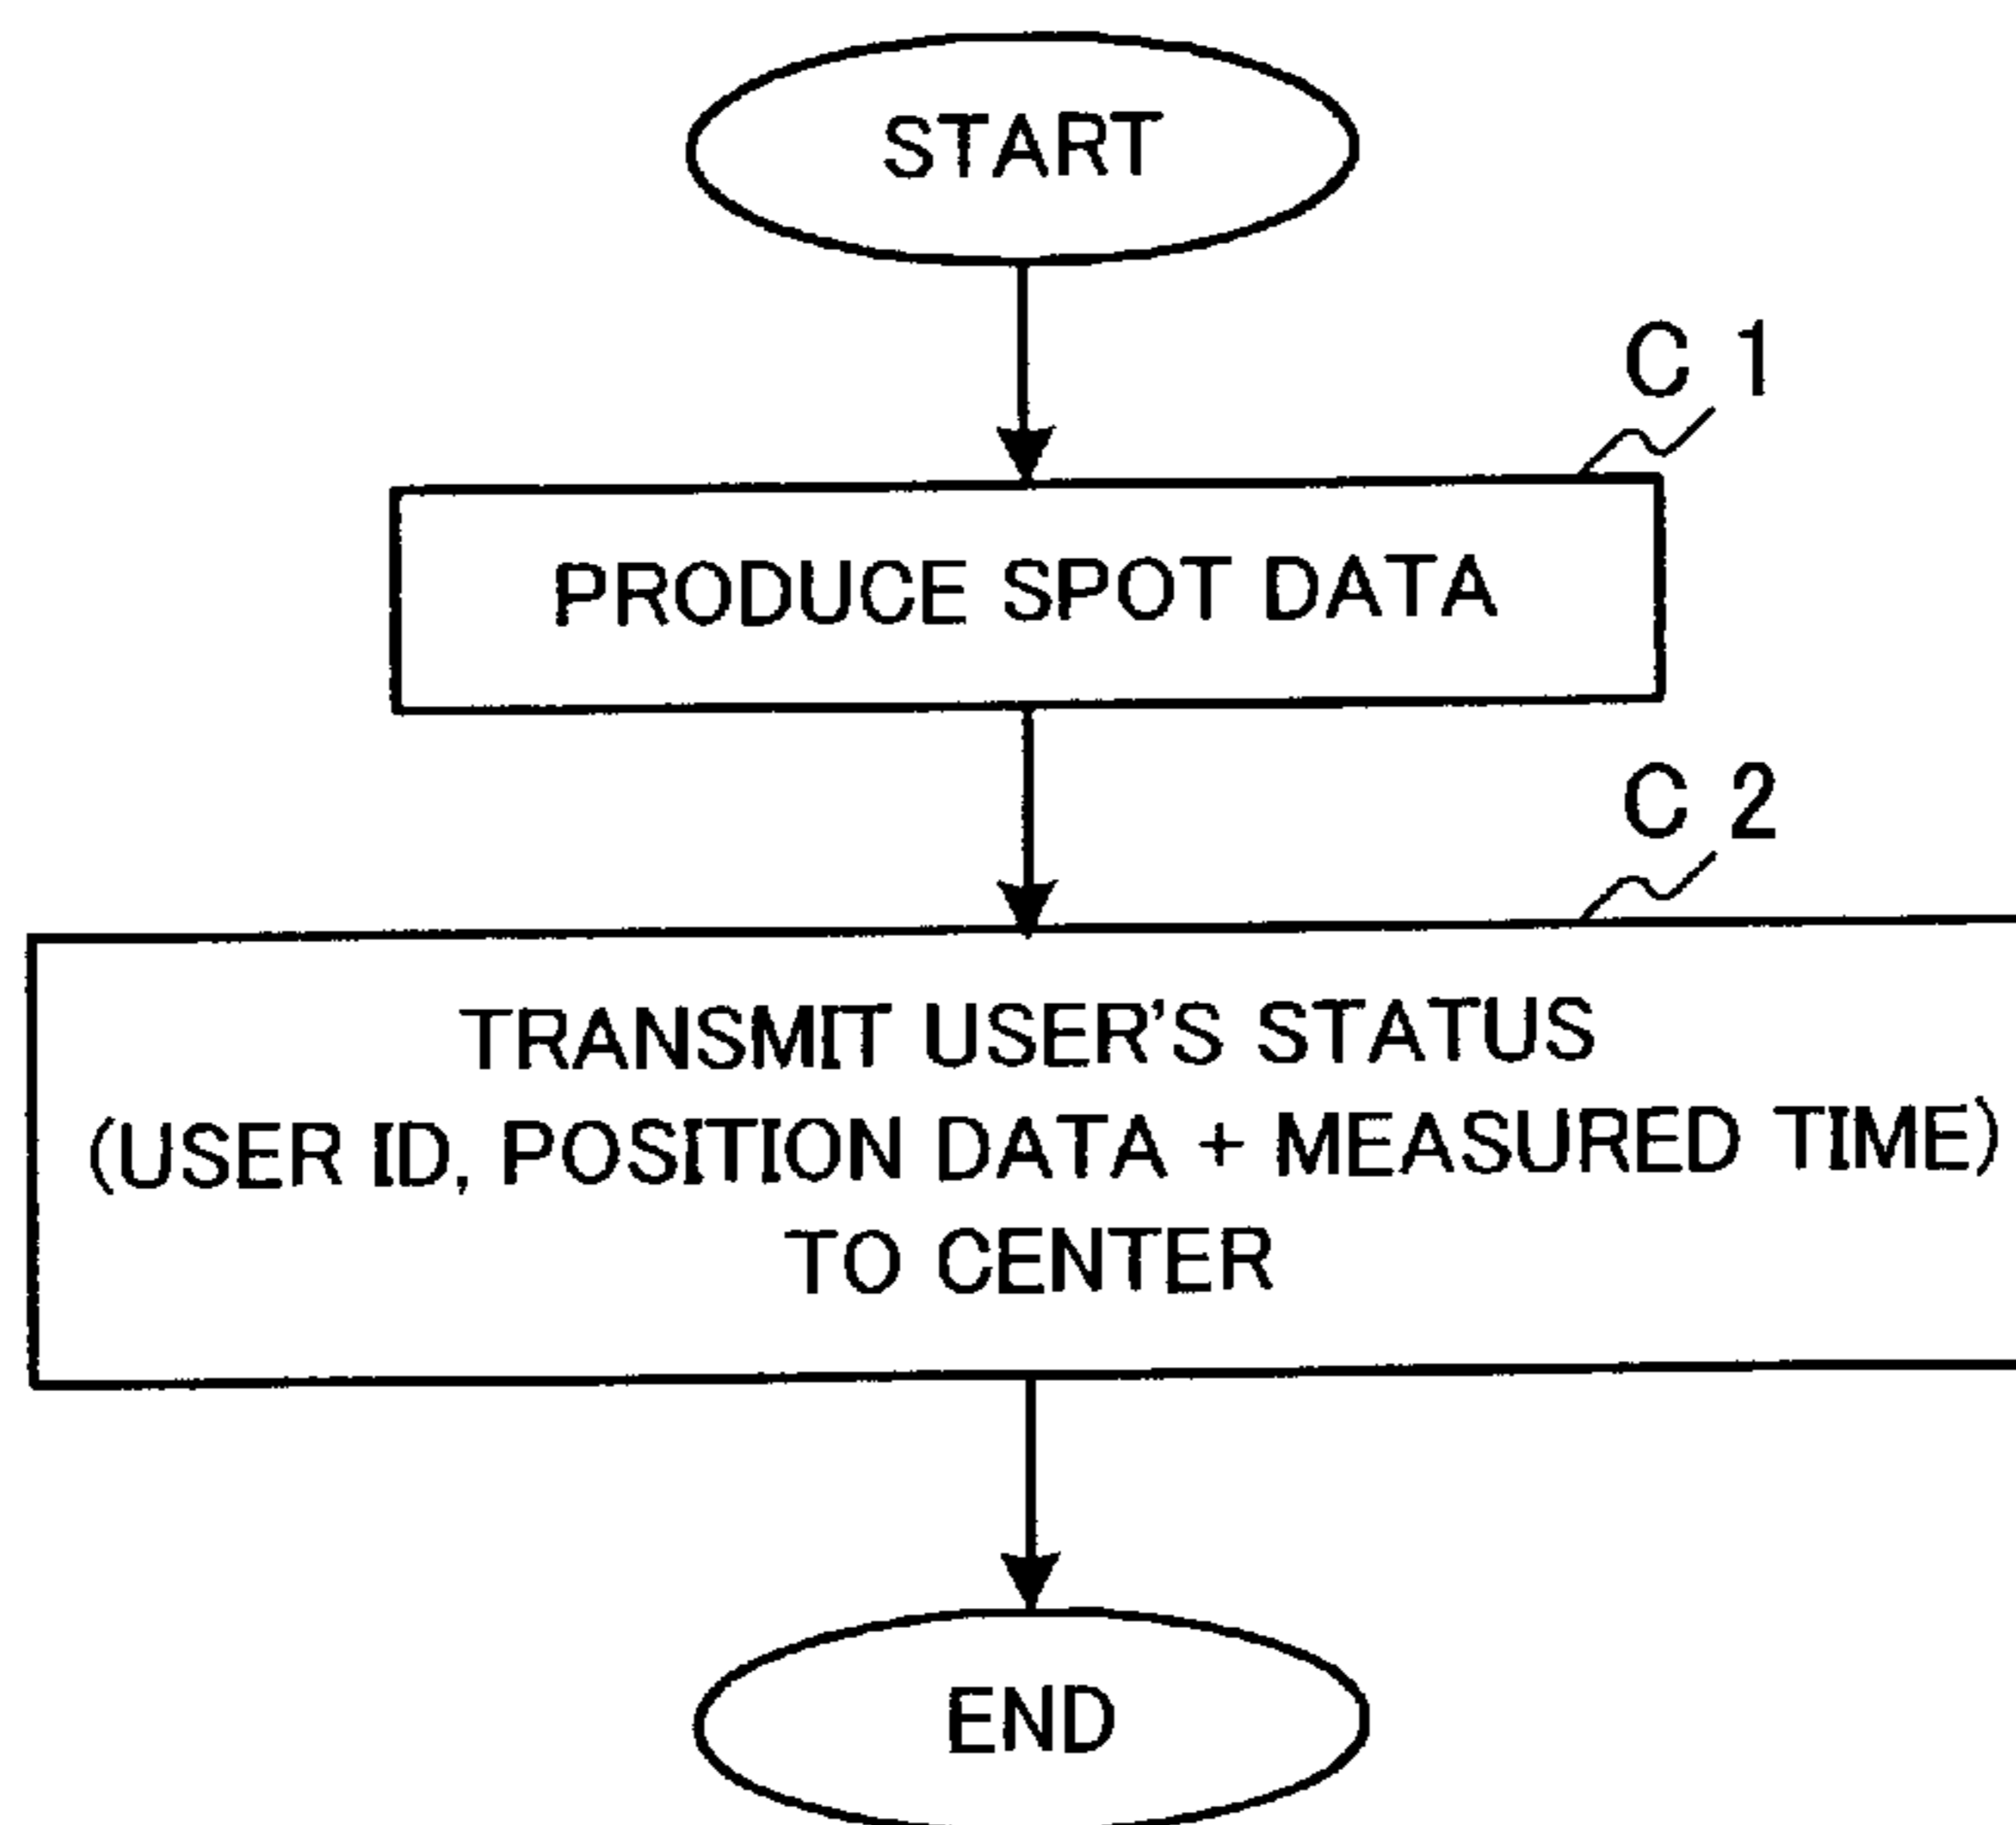 START
C 1
PRODUCE SPOT DATA
C 2
TRANSMIT USER'S STATUS
(USER ID, POSITION DATA + MEASURED TIME)
TO CENTER
END